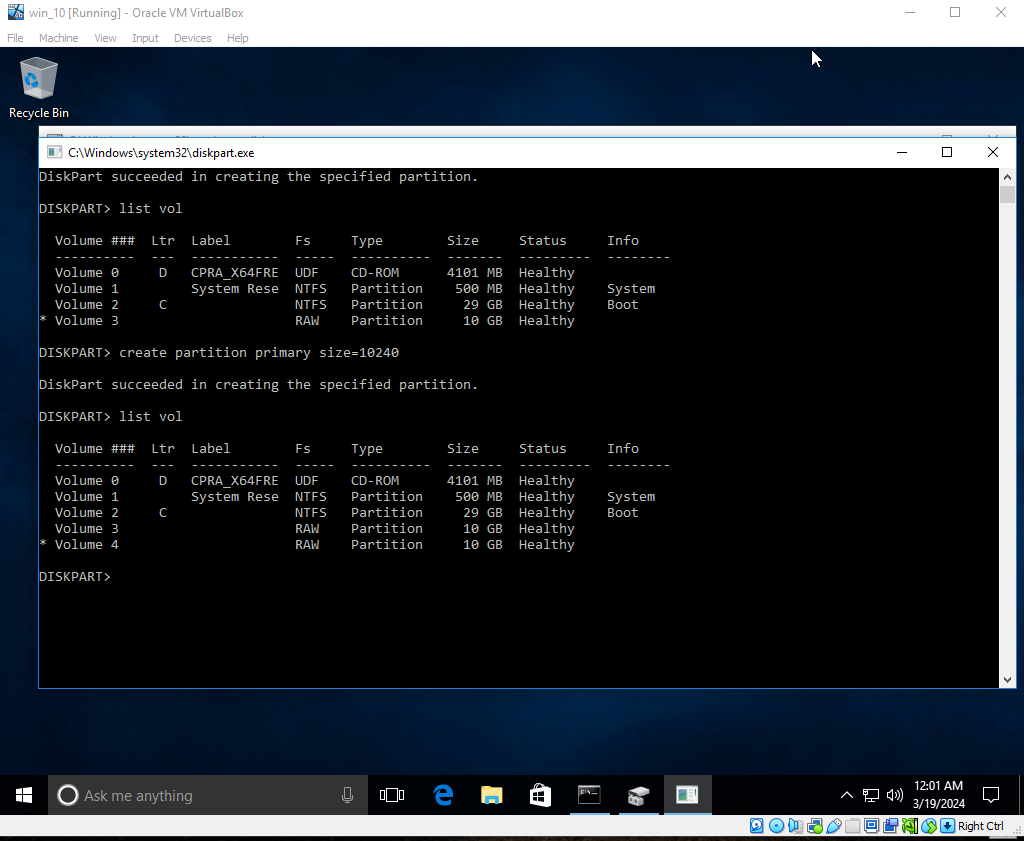 win_10 [Running] - Oracle VM VirtualBox
File Machine View Input Devices Help
Recycle Bin
C:\Windows\system32\diskpart.exe
DiskPart succeeded in creating the specified partition.
DISKPART> list vol
  Volume ###  Ltr  Label        Fs     Type        Size     Status     Info
  ----------  ---  -----------  -----  ----------  -------  ---------  --------
  Volume 0     D   CPRA_X64FRE  UDF    CD-ROM      4101 MB  Healthy
  Volume 1         System Rese  NTFS   Partition    500 MB  Healthy    System
  Volume 2     C                NTFS   Partition     29 GB  Healthy    Boot
* Volume 3                      RAW    Partition     10 GB  Healthy
DISKPART> create partition primary size=10240
DiskPart succeeded in creating the specified partition.
DISKPART> list vol
  Volume ###  Ltr  Label        Fs     Type        Size     Status     Info
  ----------  ---  -----------  -----  ----------  -------  ---------  --------
  Volume 0     D   CPRA_X64FRE  UDF    CD-ROM      4101 MB  Healthy
  Volume 1         System Rese  NTFS   Partition    500 MB  Healthy    System
  Volume 2     C                NTFS   Partition     29 GB  Healthy    Boot
  Volume 3                      RAW    Partition     10 GB  Healthy
* Volume 4                      RAW    Partition     10 GB  Healthy
DISKPART>
Ask me anything
12:01 AM
3/19/2024
Right Ctrl